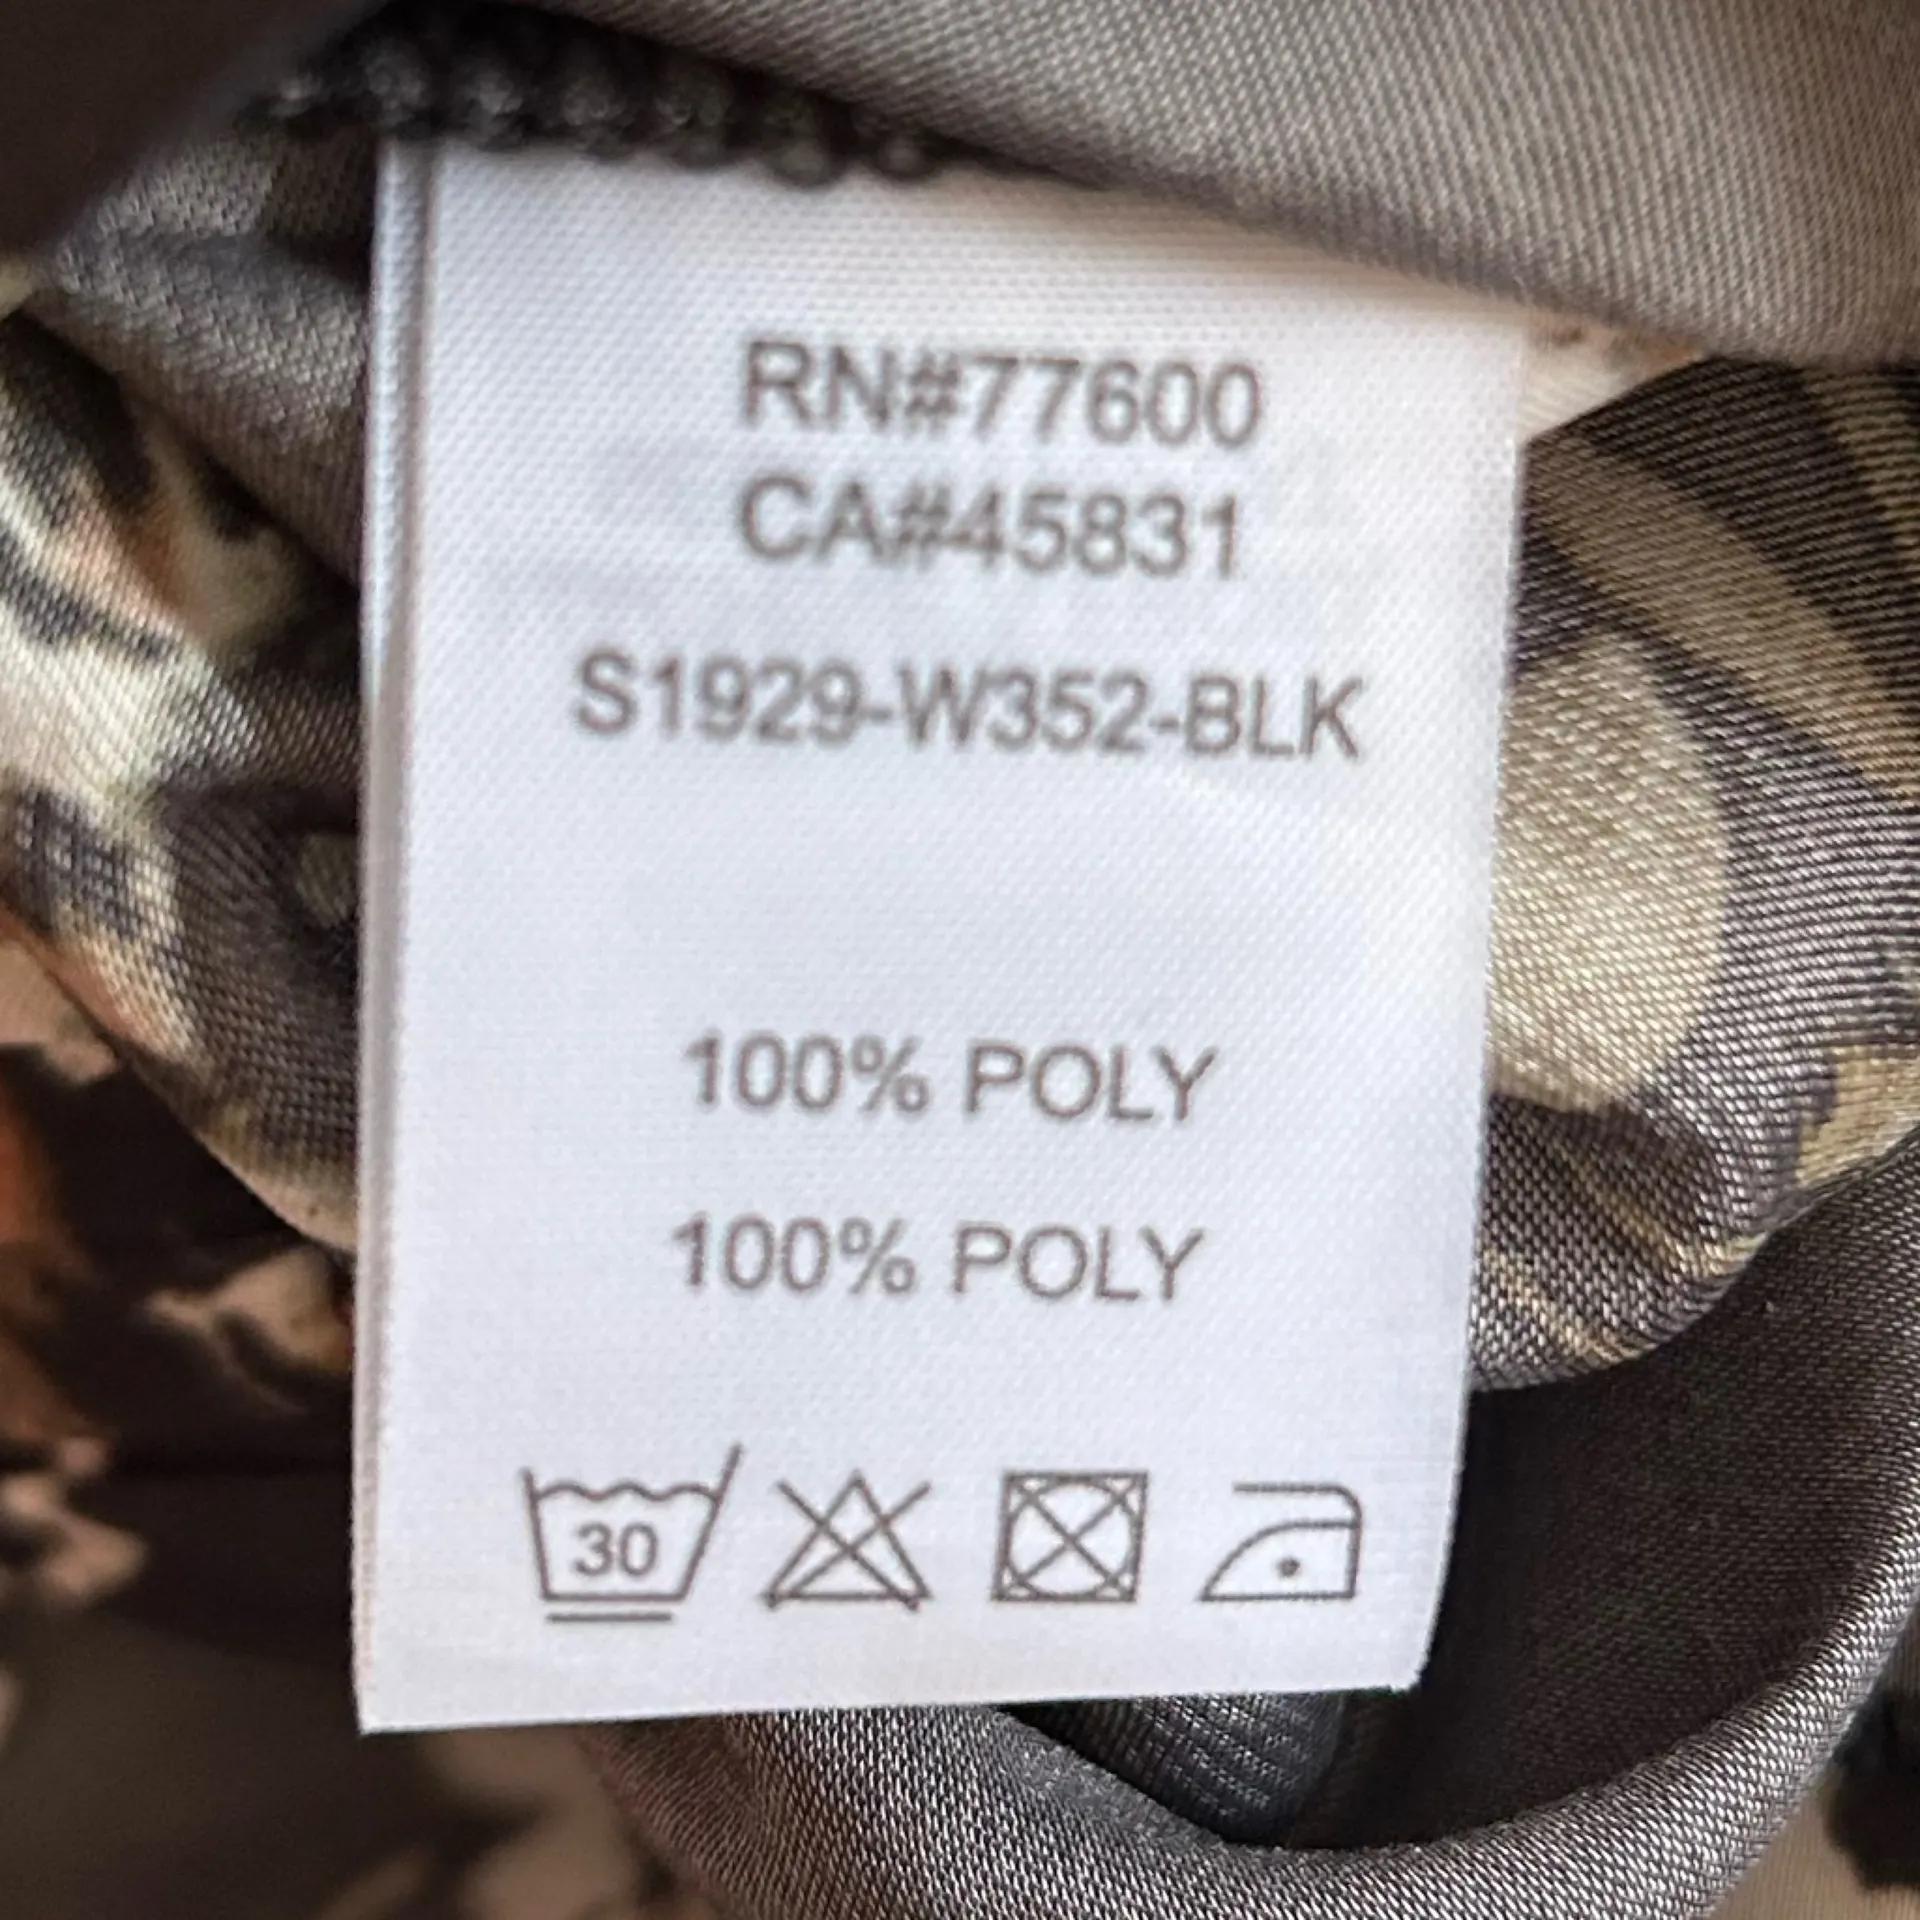 RN#77600
CA#45831
S1929-W352-BLK
100% POLY
100% POLY
30